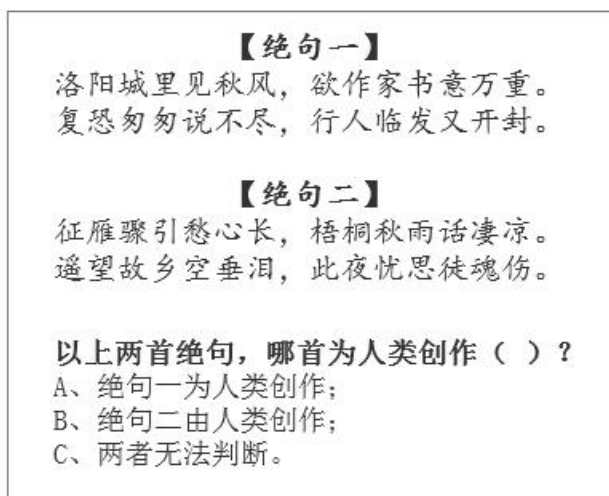 【绝句一】
洛阳城里见秋风，欲作家书意万重。
复恐匆匆说不尽，行人临发又开封。
【绝句二】
征雁骤引愁心长，梧桐秋雨话凄凉。
遥望故乡空垂泪，此夜忧思徒魂伤。
以上两首绝句，哪首为人类创作（ ）？
A、绝句一为人类创作；
B、绝句二由人类创作；
C、两者无法判断。